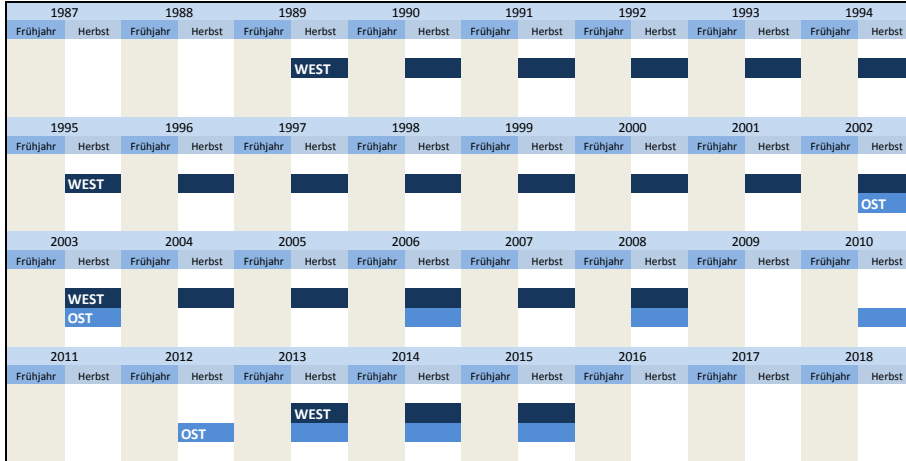 1987 1988 1989 1990 1991 1992 1993 1994
Frühjahr Herbst Frühjahr Herbst Frühjahr Herbst Frühjahr Herbst Frühjahr Herbst Frühjahr Herbst Frühjahr Herbst Frühjahr Herbst
WEST
1995 1996 1997 1998 1999 2000 2001 2002
Frühjahr Herbst Frühjahr Herbst Frühjahr Herbst Frühjahr Herbst Frühjahr Herbst Frühjahr Herbst Frühjahr Herbst Frühjahr Herbst
WEST
OST
2003 2004 2005 2006 2007 2008 2009 2010
Frühjahr Herbst Frühjahr Herbst Frühjahr Herbst Frühjahr Herbst Frühjahr Herbst Frühjahr Herbst Frühjahr Herbst Frühjahr Herbst
WEST
OST
2011 2012 2013 2014 2015 2016 2017 2018
Frühjahr Herbst Frühjahr Herbst Frühjahr Herbst Frühjahr Herbst Frühjahr Herbst Frühjahr Herbst Frühjahr Herbst Frühjahr Herbst
WEST
OST